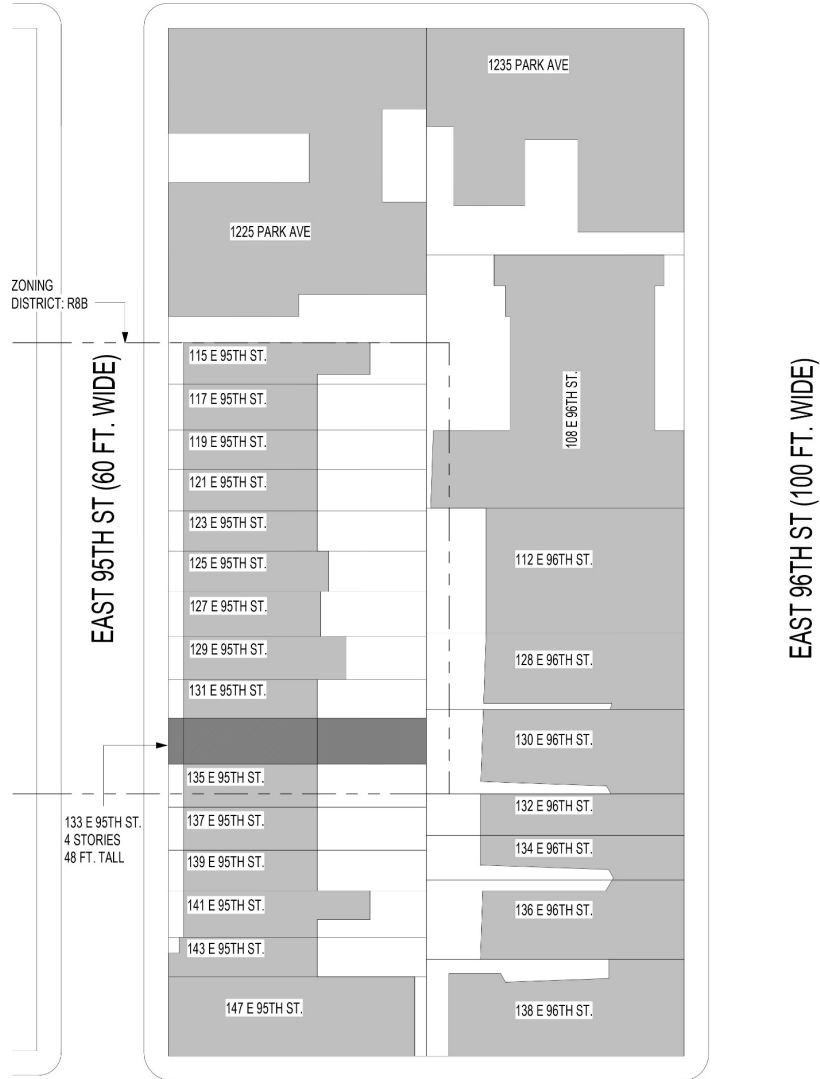 1235 PARK AVE
1225 PARK AVE
ZONING
DISTRICT: R8B
115 E 95TH ST.
117 E 95TH ST.
119 E 95TH ST.
121 E 95TH ST.
123 E 95TH ST.
125 E 95TH ST.
127 E 95TH ST.
129 E 95TH ST.
131 E 95TH ST.
135 E 95TH ST.
137 E 95TH ST.
139 E 95TH ST.
141 E 95TH ST.
143 E 95TH ST.
147 E 95TH ST.
133 E 95TH ST.
4 STORIES
48 FT. TALL
EAST 95TH ST (60 FT. WIDE)
108 E 96TH ST.
112 E 96TH ST.
128 E 96TH ST.
130 E 96TH ST.
132 E 96TH ST.
134 E 96TH ST.
136 E 96TH ST.
138 E 96TH ST.
EAST 96TH ST (100 FT. WIDE)